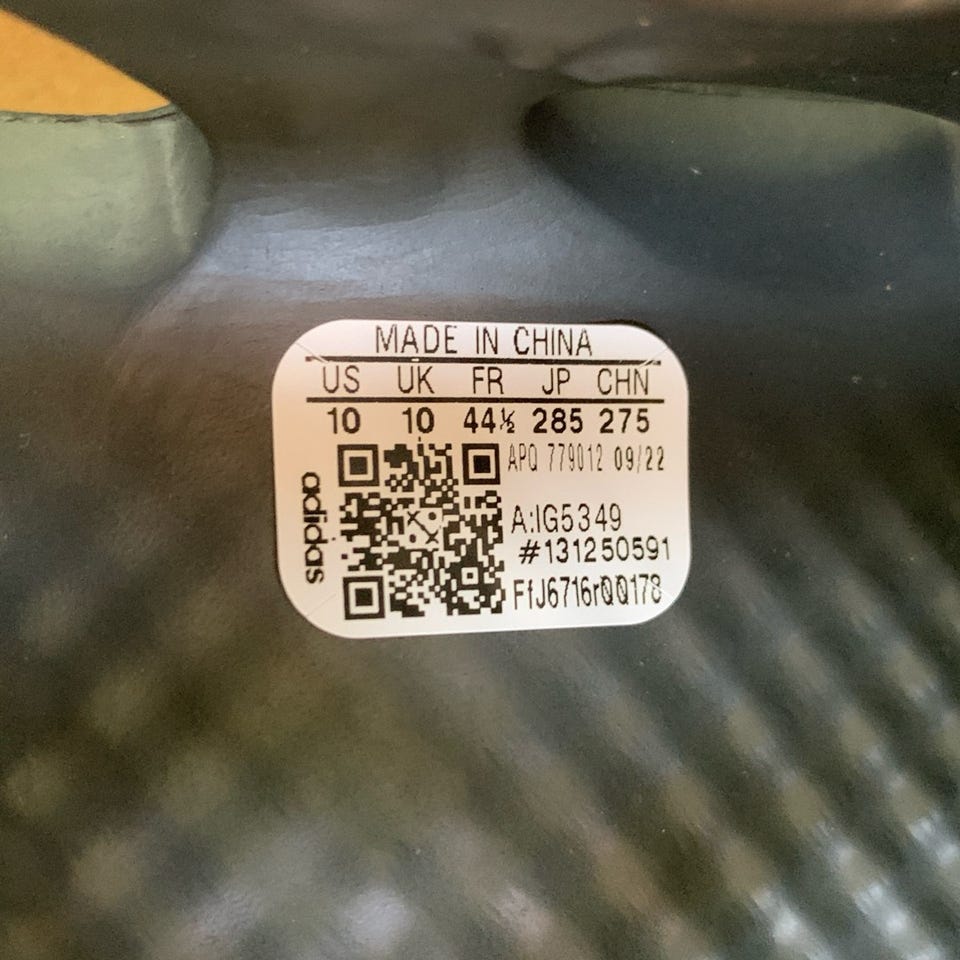 MADE IN CHINA
US UK FR JP CHN
10 10 44½ 285 275
APQ 779012 09/22
A:IG5349
#131250591
FfJ6716rQQ178
adidas